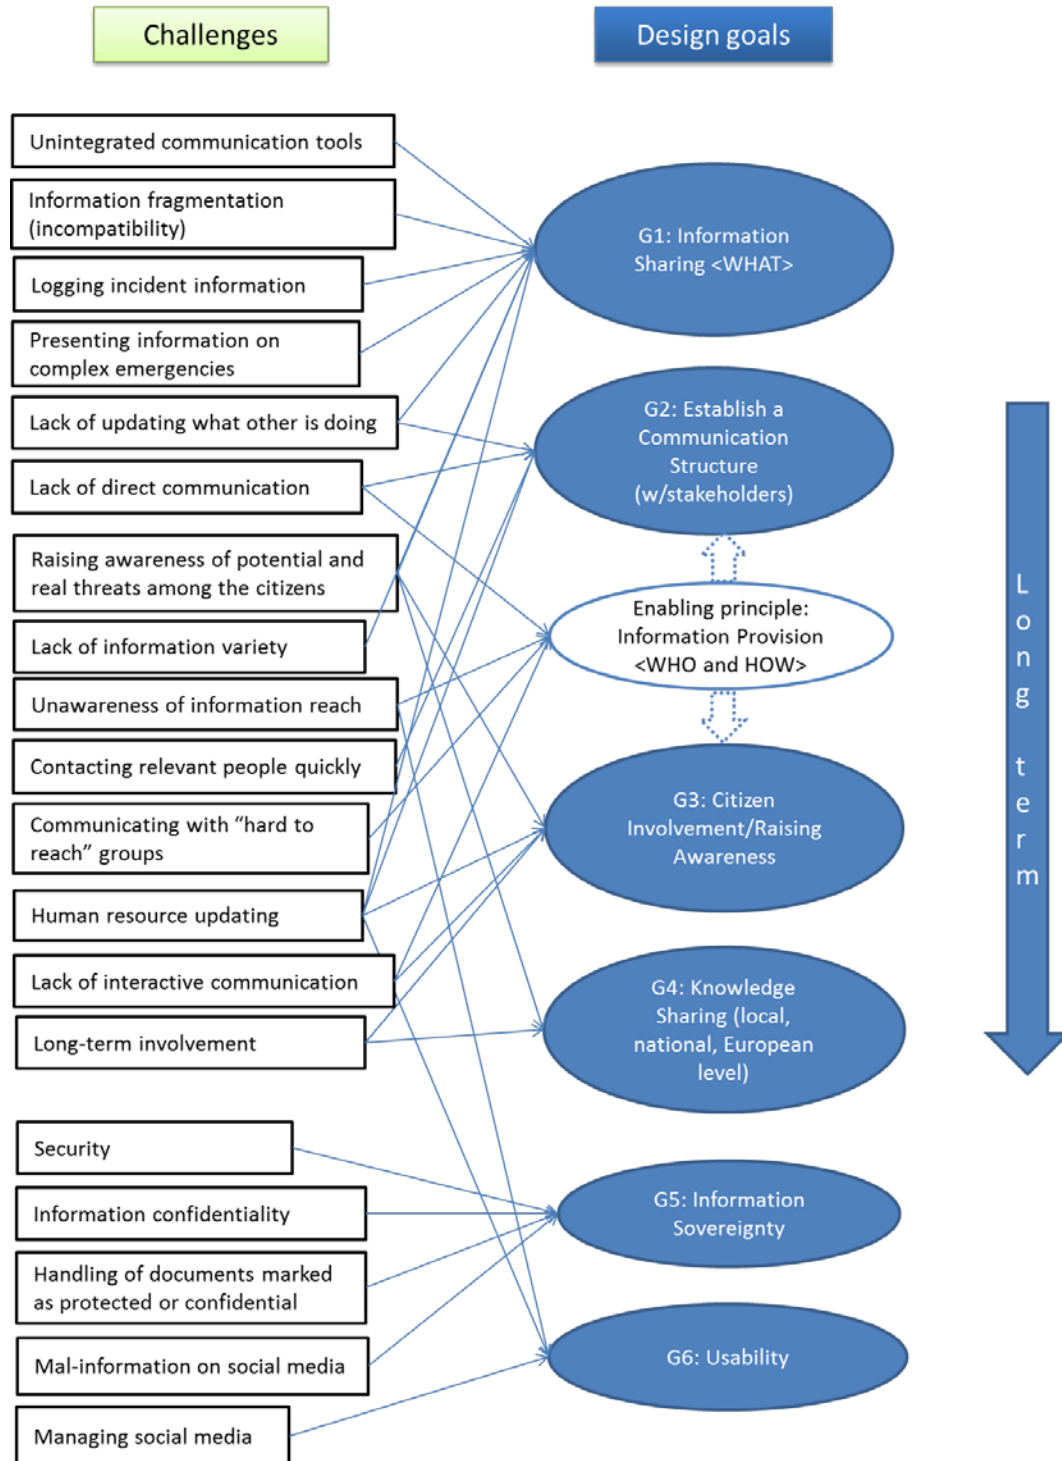 Challenges
Design goals
Unintegrated communication tools
Information fragmentation
(incompatibility)
Logging incident information
Presenting information on
complex emergencies
Lack of updating what other is doing
Lack of direct communication
Raising awareness of potential and
real threats among the citizens
Lack of information variety
Unawareness of information reach
Contacting relevant people quickly
Communicating with “hard to
reach” groups
Human resource updating
Lack of interactive communication
Long-term involvement
Security
Information confidentiality
Handling of documents marked
as protected or confidential
Mal-information on social media
Managing social media
G1: Information
Sharing <WHAT>
G2: Establish a
Communication
Structure
(w/stakeholders)
Enabling principle:
Information Provision
<WHO and HOW>
G3: Citizen
Involvement/Raising
Awareness
G4: Knowledge
Sharing (local,
national, European
level)
G5: Information
Sovereignty
G6: Usability
Long term